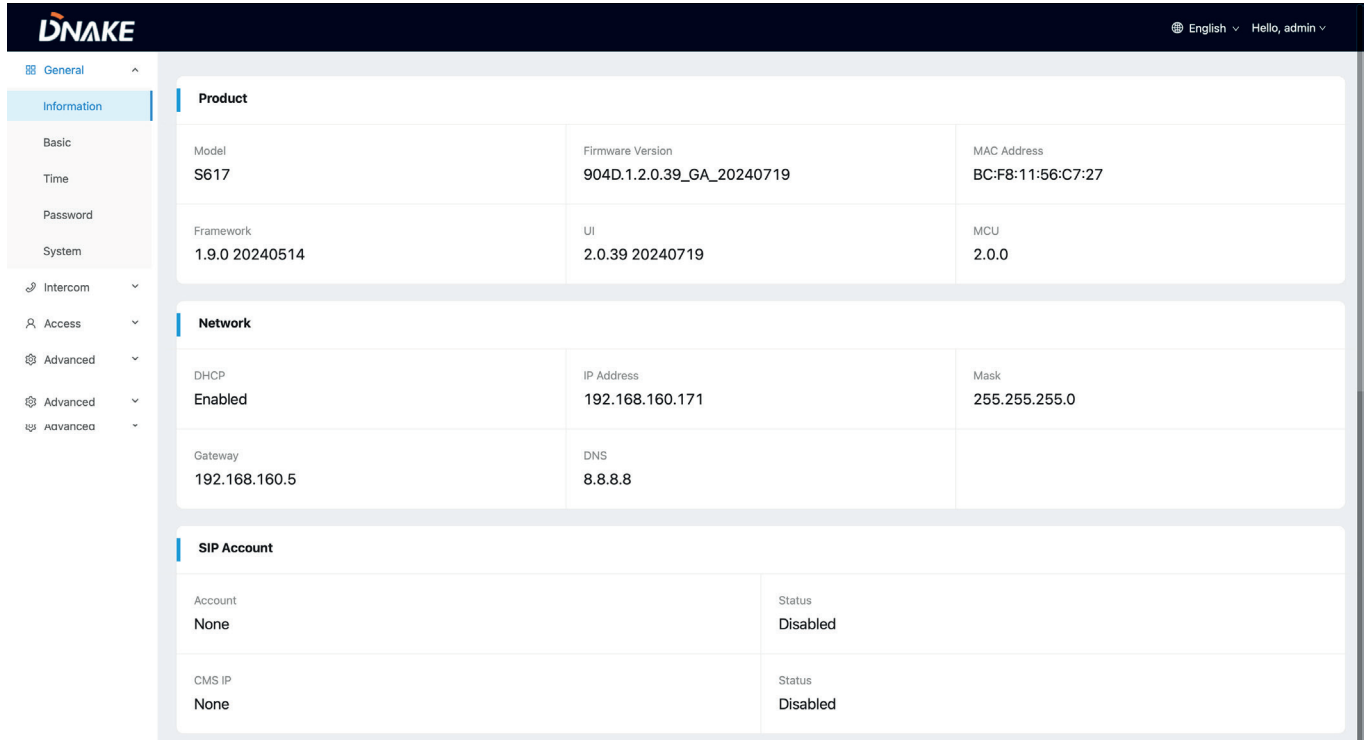 DNAKE
English Hello, admin
General
Information
Basic
Time
Password
System
Intercom
Access
Advanced
Advanced
Advanced
Product
Model Firmware Version MAC Address
S617 904D.1.2.0.39_GA_20240719 BC:F8:11:56:C7:27
Framework UI MCU
1.9.0 20240514 2.0.39 20240719 2.0.0
Network
DHCP IP Address Mask
Enabled 192.168.160.171 255.255.255.0
Gateway DNS
192.168.160.5 8.8.8.8
SIP Account
Account Status
None Disabled
CMS IP Status
None Disabled